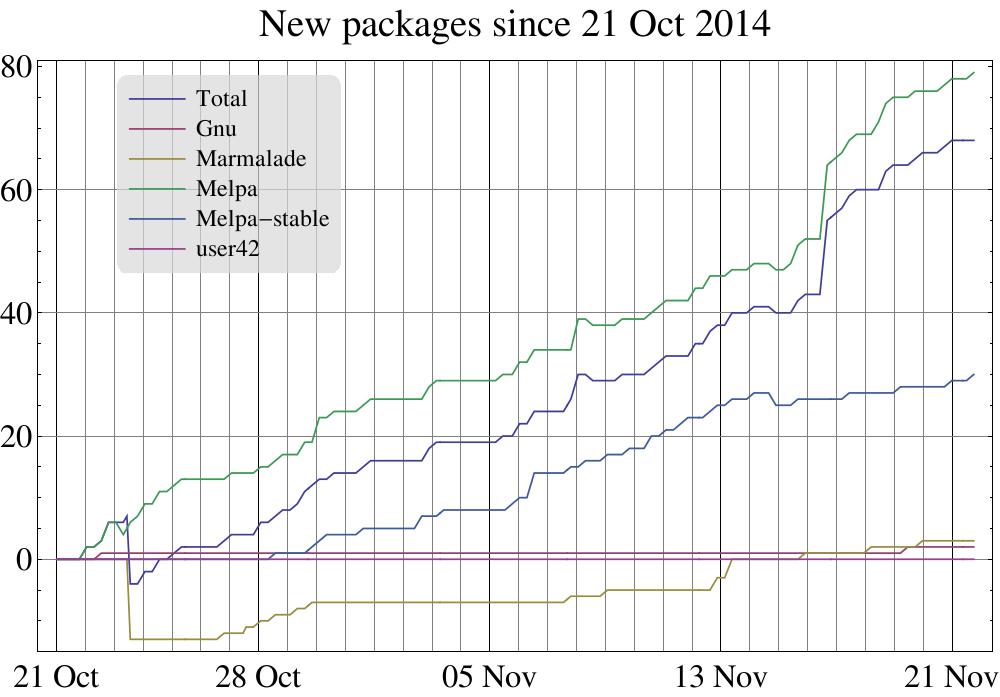 New packages since 21 Oct 2014
80
60
40
20
0
Total
Gnu
Marmalade
Melpa
Melpa−stable
user42
21 Oct 28 Oct 05 Nov 13 Nov 21 Nov